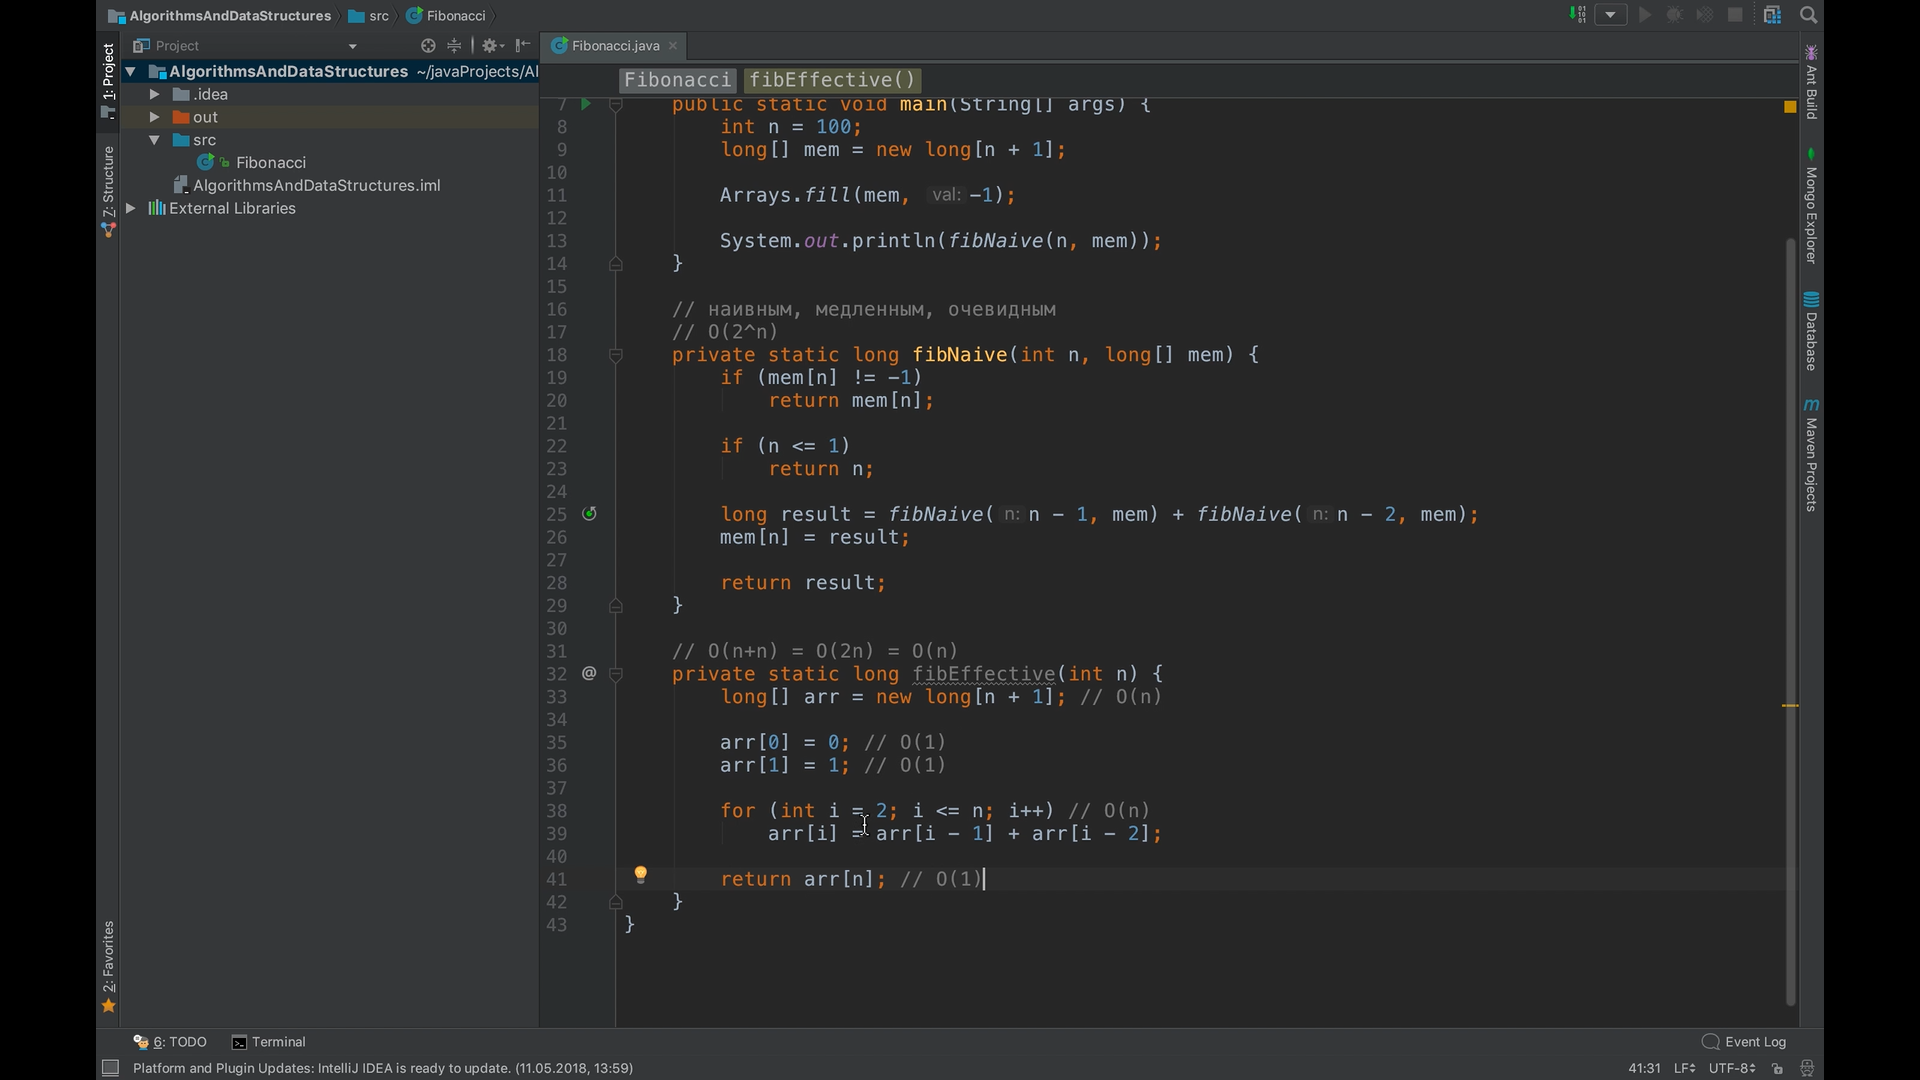 AlgorithmsAndDataStructures src Fibonacci
Project
Fibonacci.java
AlgorithmsAndDataStructures ~/javaProjects/Al
.idea
out
src
Fibonacci
AlgorithmsAndDataStructures.iml
External Libraries
1: Project
7: Structure
2: Favorites
Fibonacci fibEffective()
7 public static void main(String[] args) {
8 int n = 100;
9 long[] mem = new long[n + 1];
10
11 Arrays.fill(mem, val: -1);
12
13 System.out.println(fibNaive(n, mem));
14 }
15
16 // наивным, медленным, очевидным
17 // O(2^n)
18 private static long fibNaive(int n, long[] mem) {
19 if (mem[n] != -1)
20 return mem[n];
21
22 if (n <= 1)
23 return n;
24
25 long result = fibNaive( n: n - 1, mem) + fibNaive( n: n - 2, mem);
26 mem[n] = result;
27
28 return result;
29 }
30
31 // O(n+n) = O(2n) = O(n)
32 @ private static long fibEffective(int n) {
33 long[] arr = new long[n + 1]; // O(n)
34
35 arr[0] = 0; // O(1)
36 arr[1] = 1; // O(1)
37
38 for (int i = 2; i <= n; i++) // O(n)
39 arr[i] = arr[i - 1] + arr[i - 2];
40
41 return arr[n]; // O(1)
42 }
43 }
Ant Build
Mongo Explorer
Database
Maven Projects
6: TODO Terminal Event Log
Platform and Plugin Updates: IntelliJ IDEA is ready to update. (11.05.2018, 13:59) 41:31 LF UTF-8